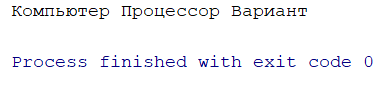 Компьютер Процессор Вариант
Process finished with exit code 0